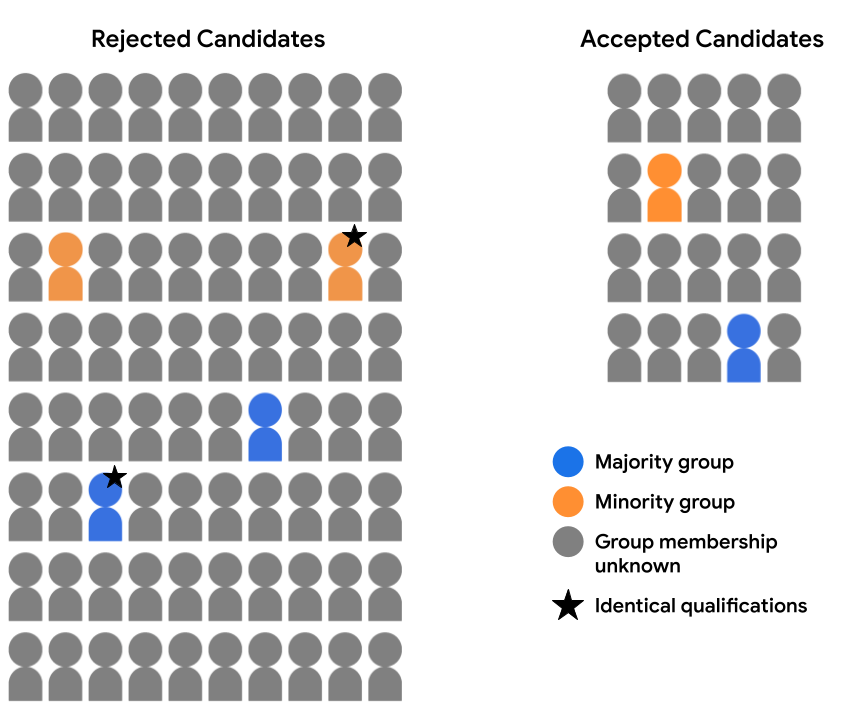 Rejected Candidates
Accepted Candidates
Majority group
Minority group
Group membership
unknown
Identical qualifications